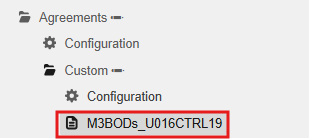 Agreements
Configuration
Custom
Configuration
M3BODs_U016CTRL19